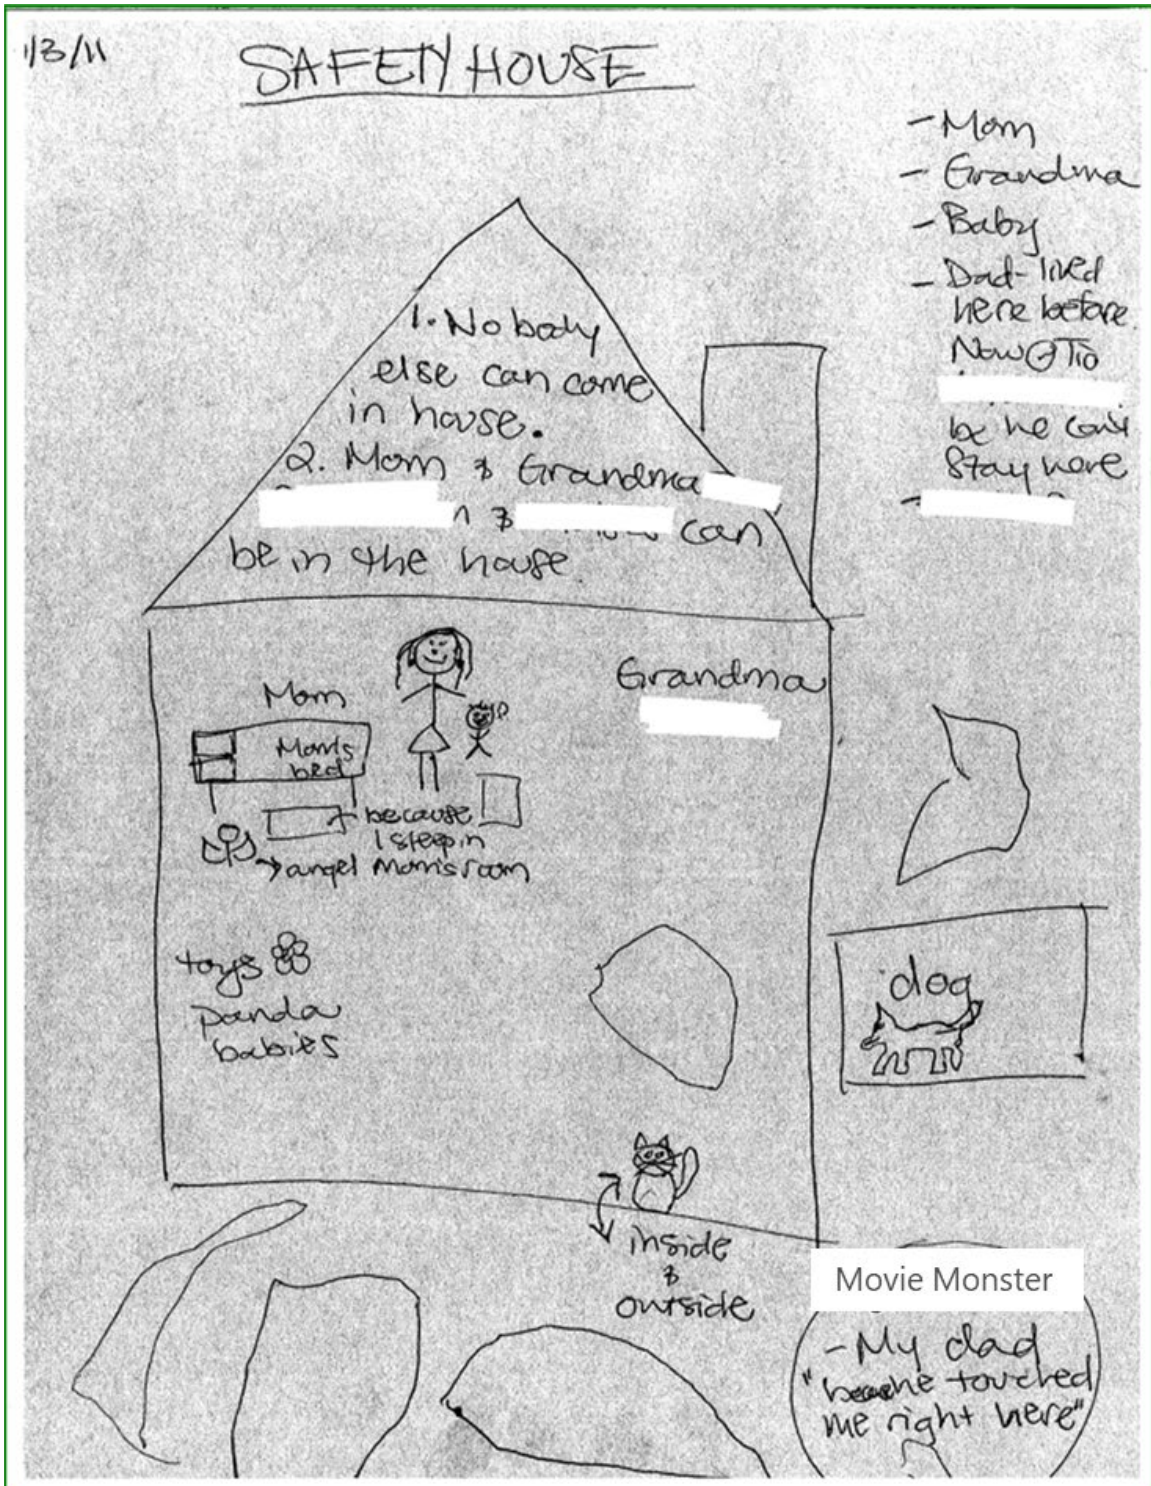 1/3/11
SAFETY HOUSE
- Mom
- Grandma
- Baby
- Dad - lived
here before.
Now @ Tio
bc he can't
stay here
-
1. Nobody
else can come
in house.
2. Mom & Grandma
n & can
be in the house
Mom
Mom's
bed
because
I sleep in
Mom's room
angel
Grandma
toys
panda
babies
dog
inside
&
outside
Movie Monster
- My dad
"he touched
me right here"